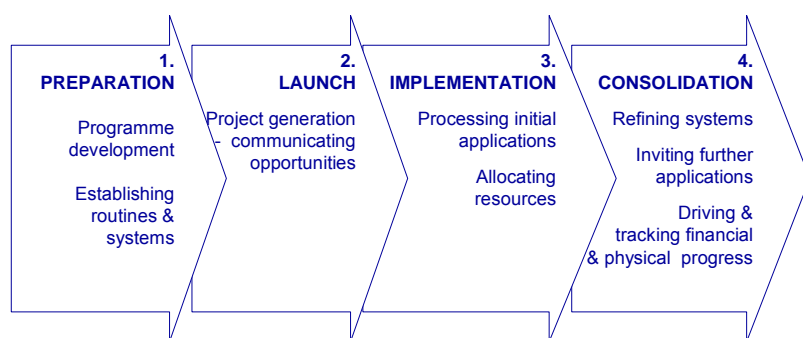 1.
PREPARATION
Programme
development
Establishing
routines &
systems
2.
LAUNCH
Project generation
- communicating
opportunities
3.
IMPLEMENTATION
Processing initial
applications
Allocating
resources
4.
CONSOLIDATION
Refining systems
Inviting further
applications
Driving &
tracking financial
& physical progress